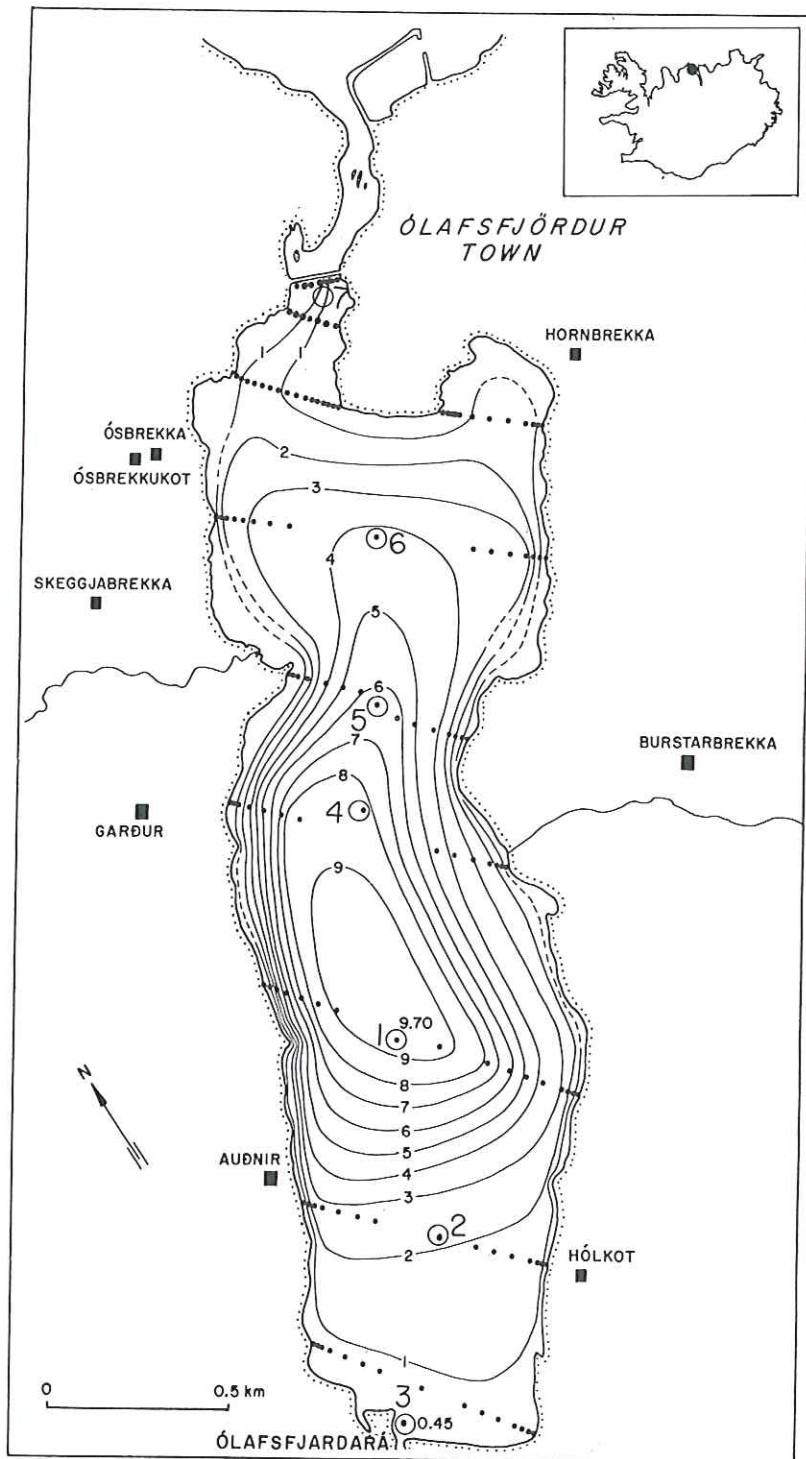 ÓLAFSFJÖRÐUR
TOWN
7
HORNBREKKA
1
1
ÓSBREKKA
ÓSBREKKUKOT
2
3
6
4
SKEGGJABREKKA
5
6
5
7
BURSTARBREKKA
8
4
GARÐUR
9
1
9.70
9
8
7
6
5
4
3
N
AUÐNIR
2
2
HÓLKOT
1
0
0.5 km
3
0.45
ÓLAFSFJARDARÁ